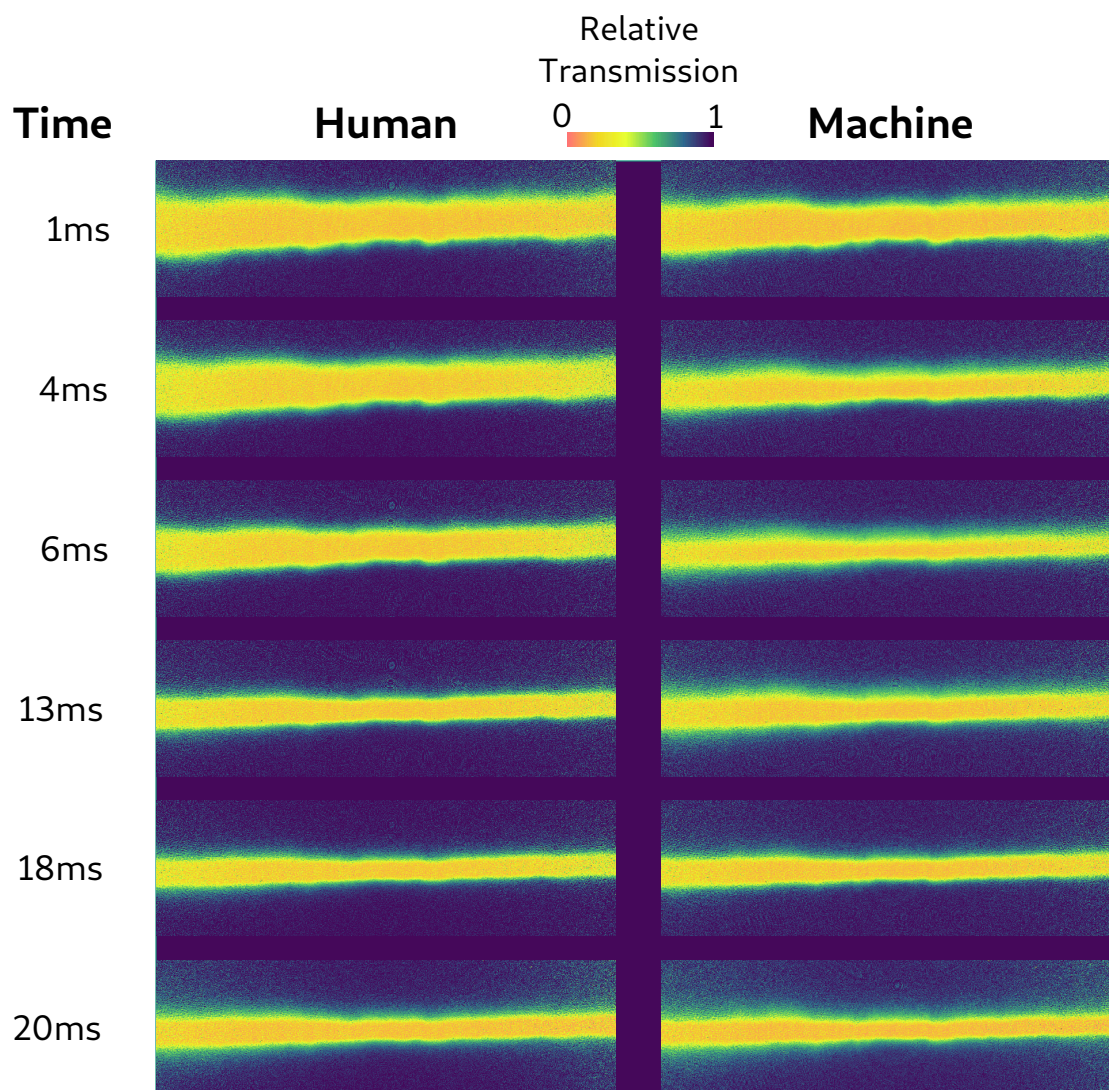 Relative
Transmission
0 1
Time Human Machine
1ms
4ms
6ms
13ms
18ms
20ms